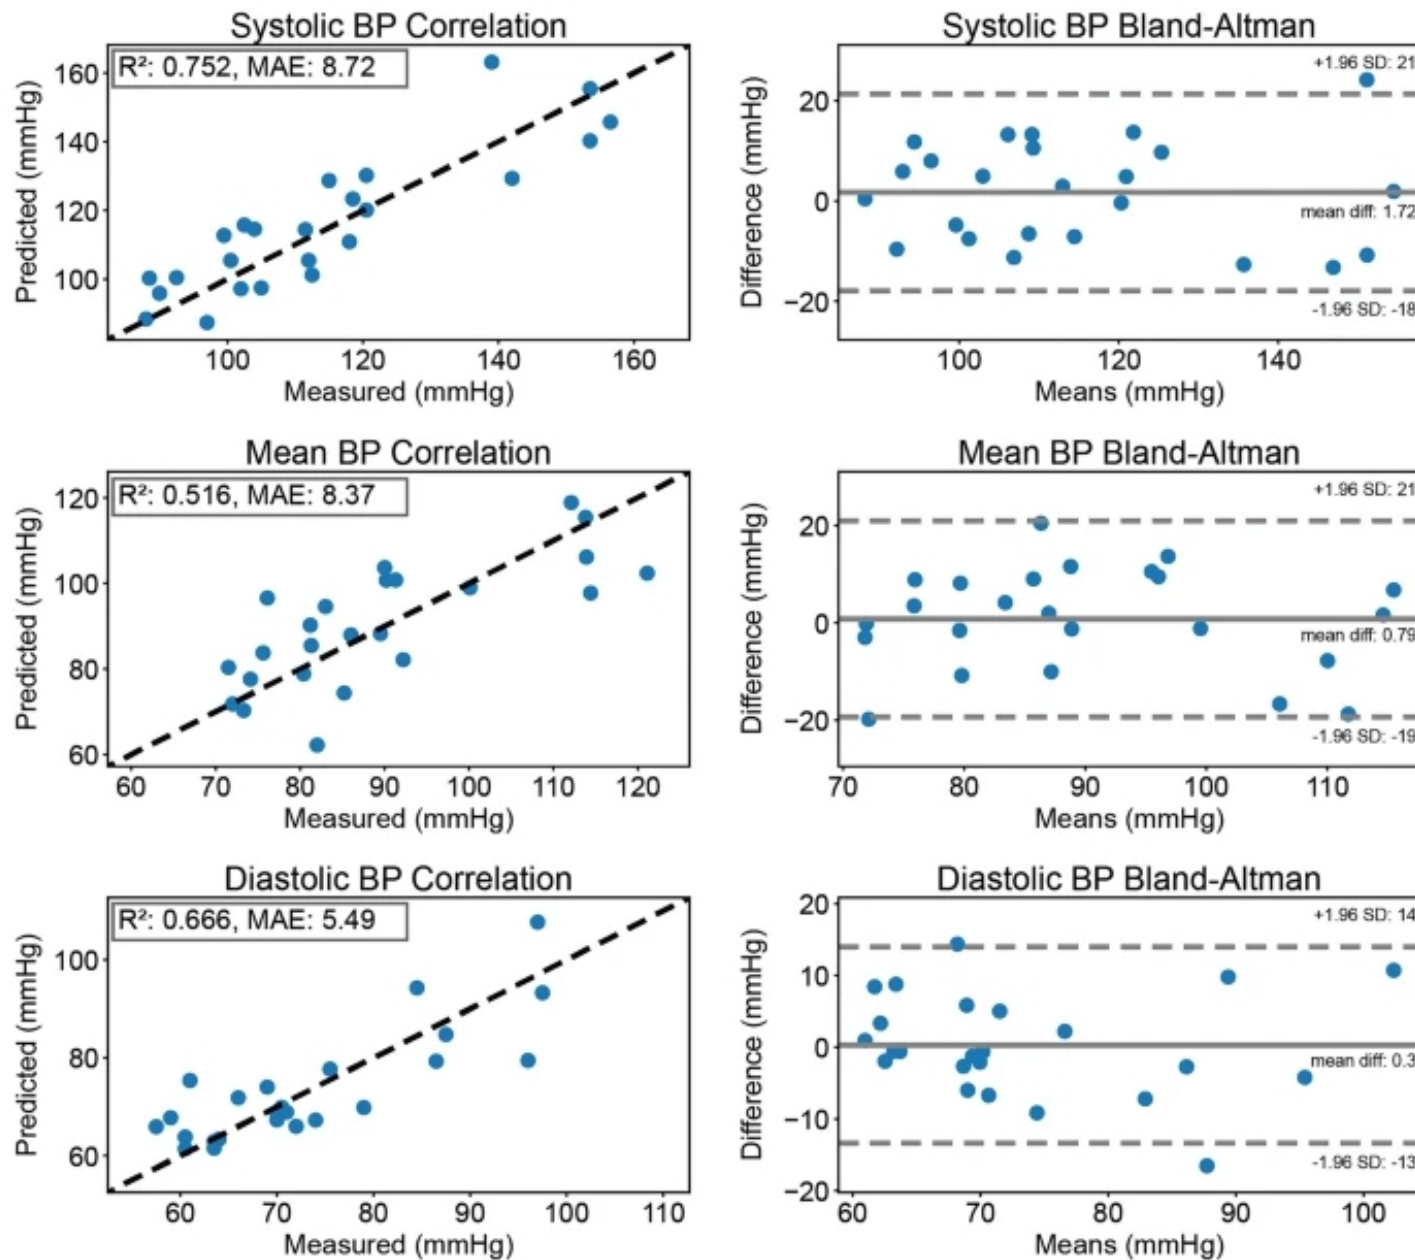 Systolic BP Correlation
R²: 0.752, MAE: 8.72
160
140
120
100
Predicted (mmHg)
100 120 140 160
Measured (mmHg)
Systolic BP Bland-Altman
+1.96 SD: 21
20
0
−20
Difference (mmHg)
mean diff: 1.72
-1.96 SD: -18
100 120 140
Means (mmHg)
Mean BP Correlation
R²: 0.516, MAE: 8.37
120
100
80
60
Predicted (mmHg)
60 70 80 90 100 110 120
Measured (mmHg)
Mean BP Bland-Altman
+1.96 SD: 21
20
0
−20
Difference (mmHg)
mean diff: 0.79
-1.96 SD: -19
70 80 90 100 110
Means (mmHg)
Diastolic BP Correlation
R²: 0.666, MAE: 5.49
100
80
60
Predicted (mmHg)
60 70 80 90 100 110
Measured (mmHg)
Diastolic BP Bland-Altman
20
+1.96 SD: 14
10
0
−10
−20
Difference (mmHg)
mean diff: 0.3
-1.96 SD: -13
60 70 80 90 100
Means (mmHg)